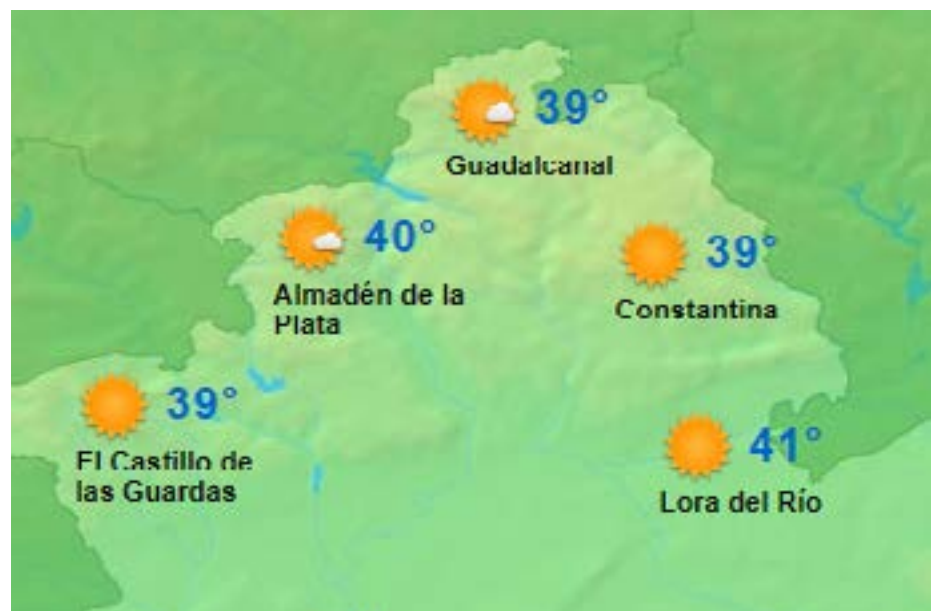 39°
Guadalcanal
40°
Almadén de la
Plata
39°
Constantina
39°
El Castillo de
las Guardas
41°
Lora del Río